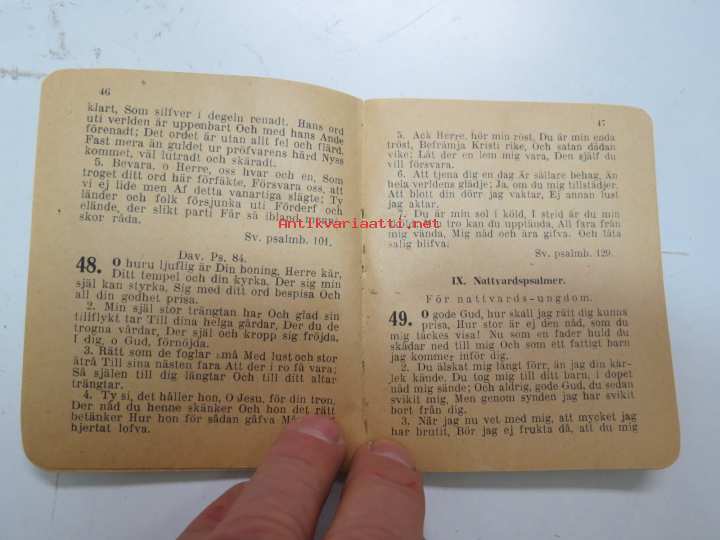 46
klart, Som silfver i degeln renadt. Hans ord
uti verlden är uppenbart Och med hans Ande
förenadt; Det ordet är utan allt fel och flärd.
Fast mera än guldet ur pröfvarens härd Nyss
kommet, väl lutradt och skäradt.
5. Bevara, o Herre, oss hvar och en, Som
troget ditt ord här förfäkte, Försvara oss, att
vi ej lide men Af detta vanartiga slägte; Ty
länder och folk försjunka uti Förderf och
elände, der slikt parti Får så ibland
skor råda.
Sv. psalmb. 101.
Dav. Ps. 84.
48. O huru ljuflig är Din boning, Herre kär,
Ditt tempel och din kyrka, Der sig min
själ kan styrka, Sig med ditt ord bespisa Och
all din godhet prisa.
2. Min själ stor trängtan har Och glad sin
tillflykt tar Till dina helga gårdar, Der du de
trogna vårdar, Der själ och kropp sig fröjda,
I dig, o Gud, förnöjda.
3. Rätt som de foglar små Med lust och stor
åtrå Till sina nästen fara Att der i ro få vara;
Så själen till dig längtar Och till ditt altar
trängtar.
4. Ty si, det håller hon, O Jesu, för din tron,
Der nåd du henne skänker Och hon det rätt
betänker Hur hon för sådan gåfva
hjertat lofva.
47
5. Ack Herre, hör min röst, Du är min enda
tröst, Befrämja Kristi rike, Och satan dådan
vike; Låt der en lem mig vara, Den sjelf du
vill försvara.
6. Att tjena dig en dag Är sällare behag, Än
hela verldens glädje; Ja, om du mig tillstädjer,
Att blott din dörr jag vaktar, Ej annan lust
jag aktar.
7. Du är min sol i köld, I strid är du min
tro kan du upptända, All fara från
mig vända, Mig nåd och ära gifva. Och låta
salig blifva.
Sv. psalmb. 129.
IX. Nattvardspsalmer.
För nattvards-ungdom.
49. O gode Gud, hur skall jag rätt dig kunna
prisa, Hur stor är ej den nåd, som du
mig täckes visa! Nu som en fader huld du
skådar ned till mig Och som ett fattigt barn
jag kommer inför dig.
2. Du älskat mig långt förr, än jag din kär-
lek kände. Du tog mig till ditt barn, i dopet
nåd mig sände; Och aldrig, gode Gud, du sedan
svikit mig, Men genom synden jag har svikit
bort från dig.
3. När jag nu vet med mig, att mycket jag
har brutit, Bör jag ej frukta då, att du mig
Antikvariaatti.net